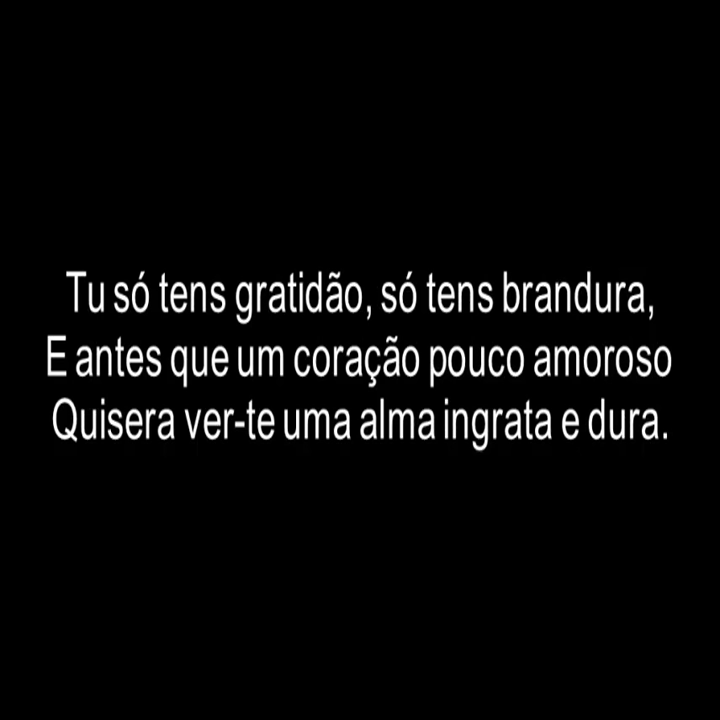 Tu só tens gratidão, só tens brandura,
E antes que um coração pouco amoroso
Quisera ver-te uma alma ingrata e dura.